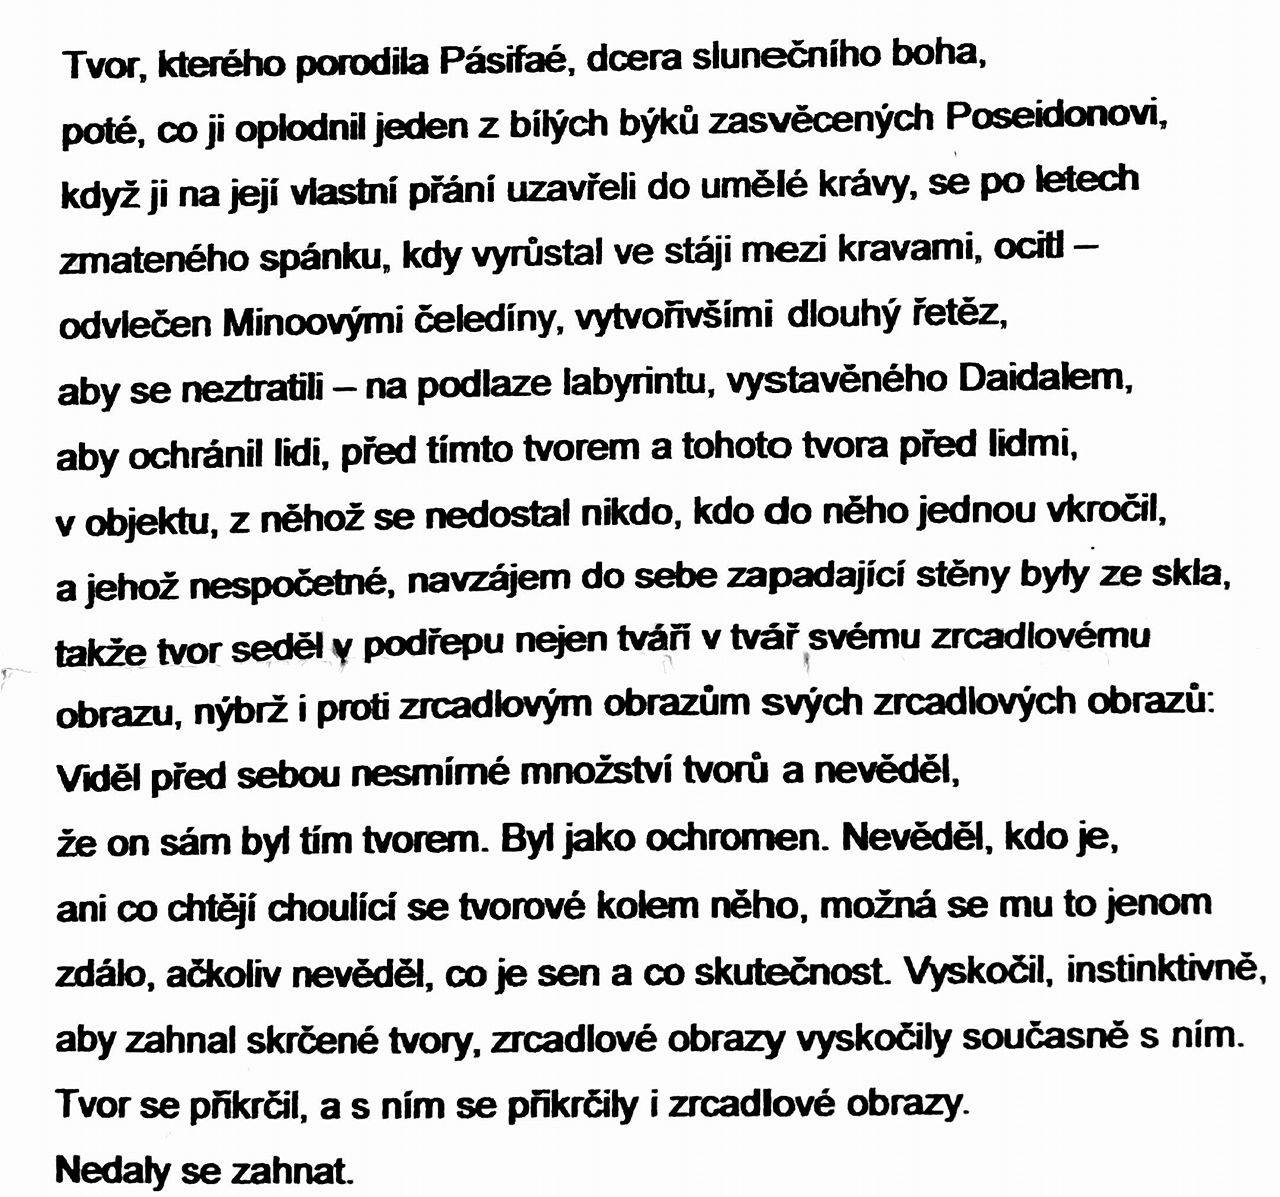 Tvor, kterého porodila Pásifaé, dcera slunečního boha,
poté, co ji oplodnil jeden z bílých býků zasvěcených Poseidonovi,
když ji na její vlastní přání uzavřeli do umělé krávy, se po letech
zmateného spánku, kdy vyrůstal ve stáji mezi kravami, ocitl –
odvlečen Minoovými čeledíny, vytvořivšími dlouhý řetěz,
aby se neztratili – na podlaze labyrintu, vystavěného Daidalem,
aby ochránil lidi, před tímto tvorem a tohoto tvora před lidmi,
v objektu, z něhož se nedostal nikdo, kdo do něho jednou vkročil,
a jehož nespočetné, navzájem do sebe zapadající stěny byly ze skla,
takže tvor seděl v podřepu nejen tváří v tvář svému zrcadlovému
obrazu, nýbrž i proti zrcadlovým obrazům svých zrcadlových obrazů:
Viděl před sebou nesmírné množství tvorů a nevěděl,
že on sám byl tím tvorem. Byl jako ochromen. Nevěděl, kdo je,
ani co chtějí choulící se tvorové kolem něho, možná se mu to jenom
zdálo, ačkoliv nevěděl, co je sen a co skutečnost. Vyskočil, instinktivně,
aby zahnal skrčené tvory, zrcadlové obrazy vyskočily současně s ním.
Tvor se přikrčil, a s ním se přikrčily i zrcadlové obrazy.
Nedaly se zahnat.